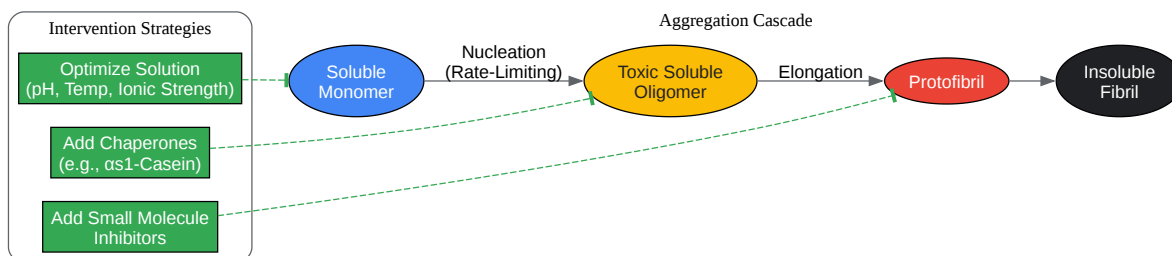 Intervention Strategies
Aggregation Cascade
Optimize Solution
(pH, Temp, Ionic Strength)
Soluble
Monomer
Nucleation
(Rate-Limiting)
Toxic Soluble
Oligomer
Elongation
Protofibril
Insoluble
Fibril
Add Chaperones
(e.g., αs1-Casein)
Add Small Molecule
Inhibitors